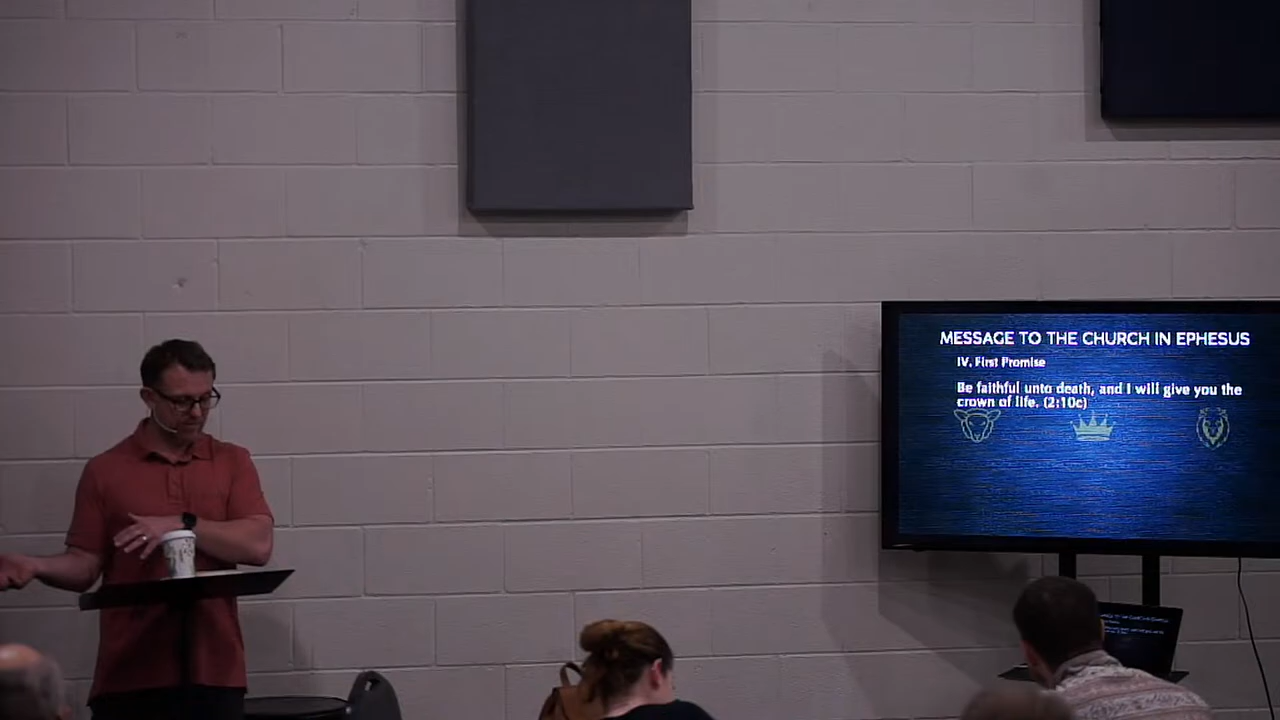 MESSAGE TO THE CHURCH IN EPHESUS
IV. First Promise
Be faithful unto death, and I will give you the
crown of life. (2:10c)